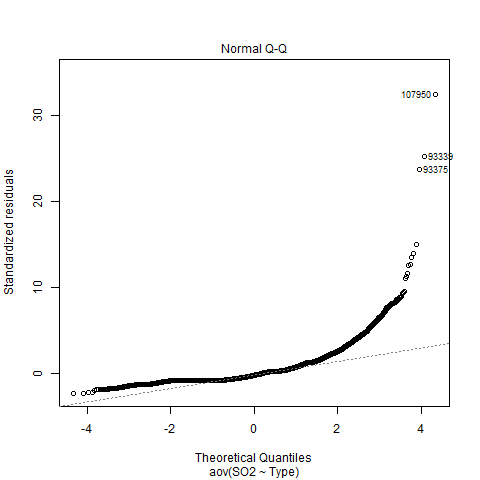 Normal Q-Q
Standardized residuals
30
20
10
0
107950
93339
93375
-4 -2 0 2 4
Theoretical Quantiles
aov(SO2 ~ Type)